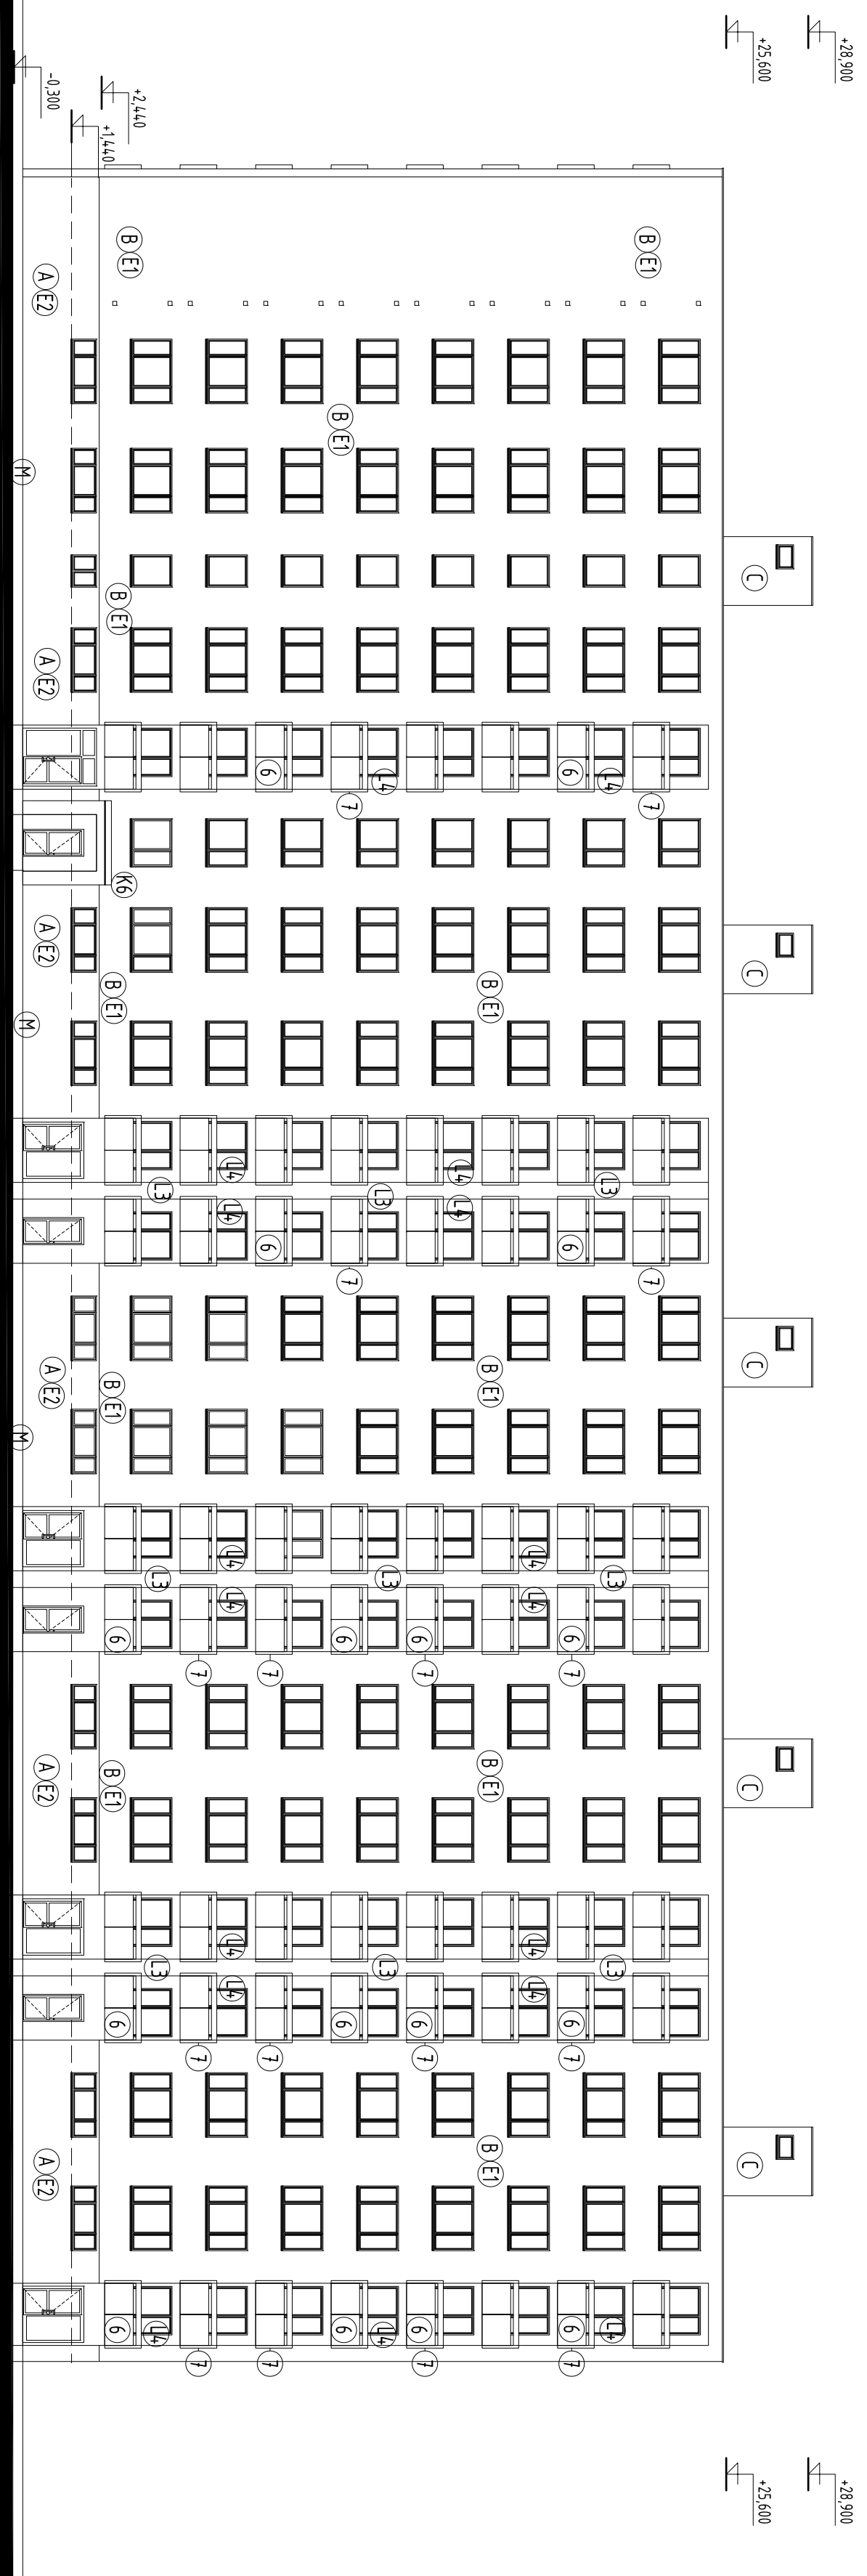 +28,900 +28,900
+25,600 +25,600
C C C C C
B E1 7 7
L4 L3 L3 L3 L4
6 6 6 7 6 7 6 7
L4 L4 L4 L4
B E1 B E1 B E1 B E1
L4 L4
6 7 6 7 6 7
L4 L3 L3 L3 L4
B E1 7 7 6 6 6
6 6 7 7 7
L4 L4 L4 L4 L4 L4
7 7 7
L3 L3 L3 L4
+2,440 B E1
B E1 K6 B E1 B E1 6 B E1 6 6
+1,440
-0,300 A E2 A E2 A E2 A E2 A E2 A E2
M M M